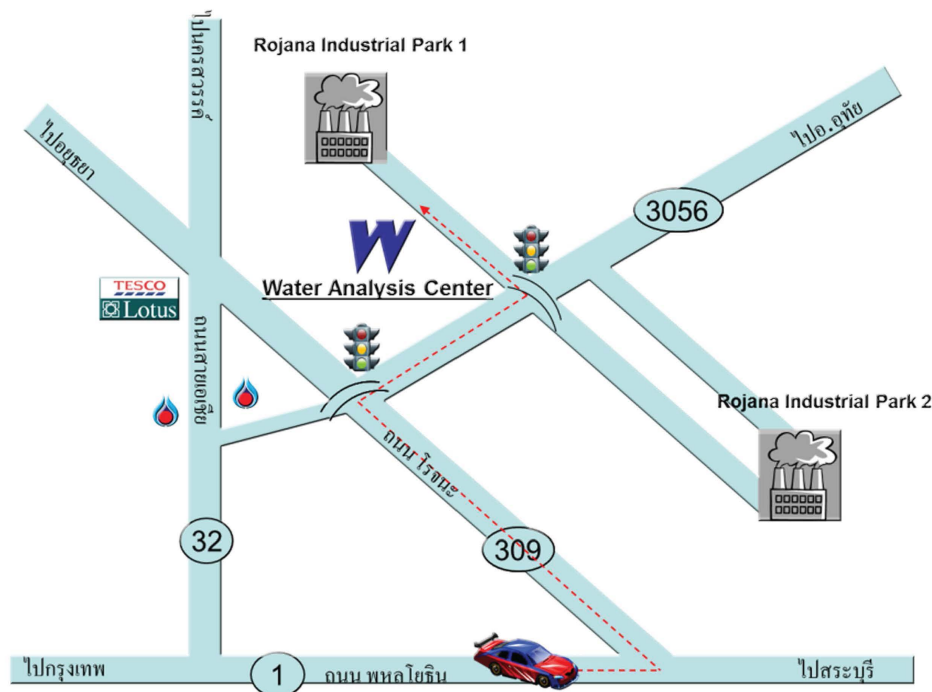 ไปนครสวรรค์
Rojana Industrial Park 1
ไปอยุธยา
ไปอ.อุทัย
3056
W
Water Analysis Center
TESCO
Lotus
ถนนสายเอเซีย
Rojana Industrial Park 2
ถนน โรจนะ
32
309
ไปกรุงเทพ
1
ถนน พหลโยธิน
ไปสระบุรี